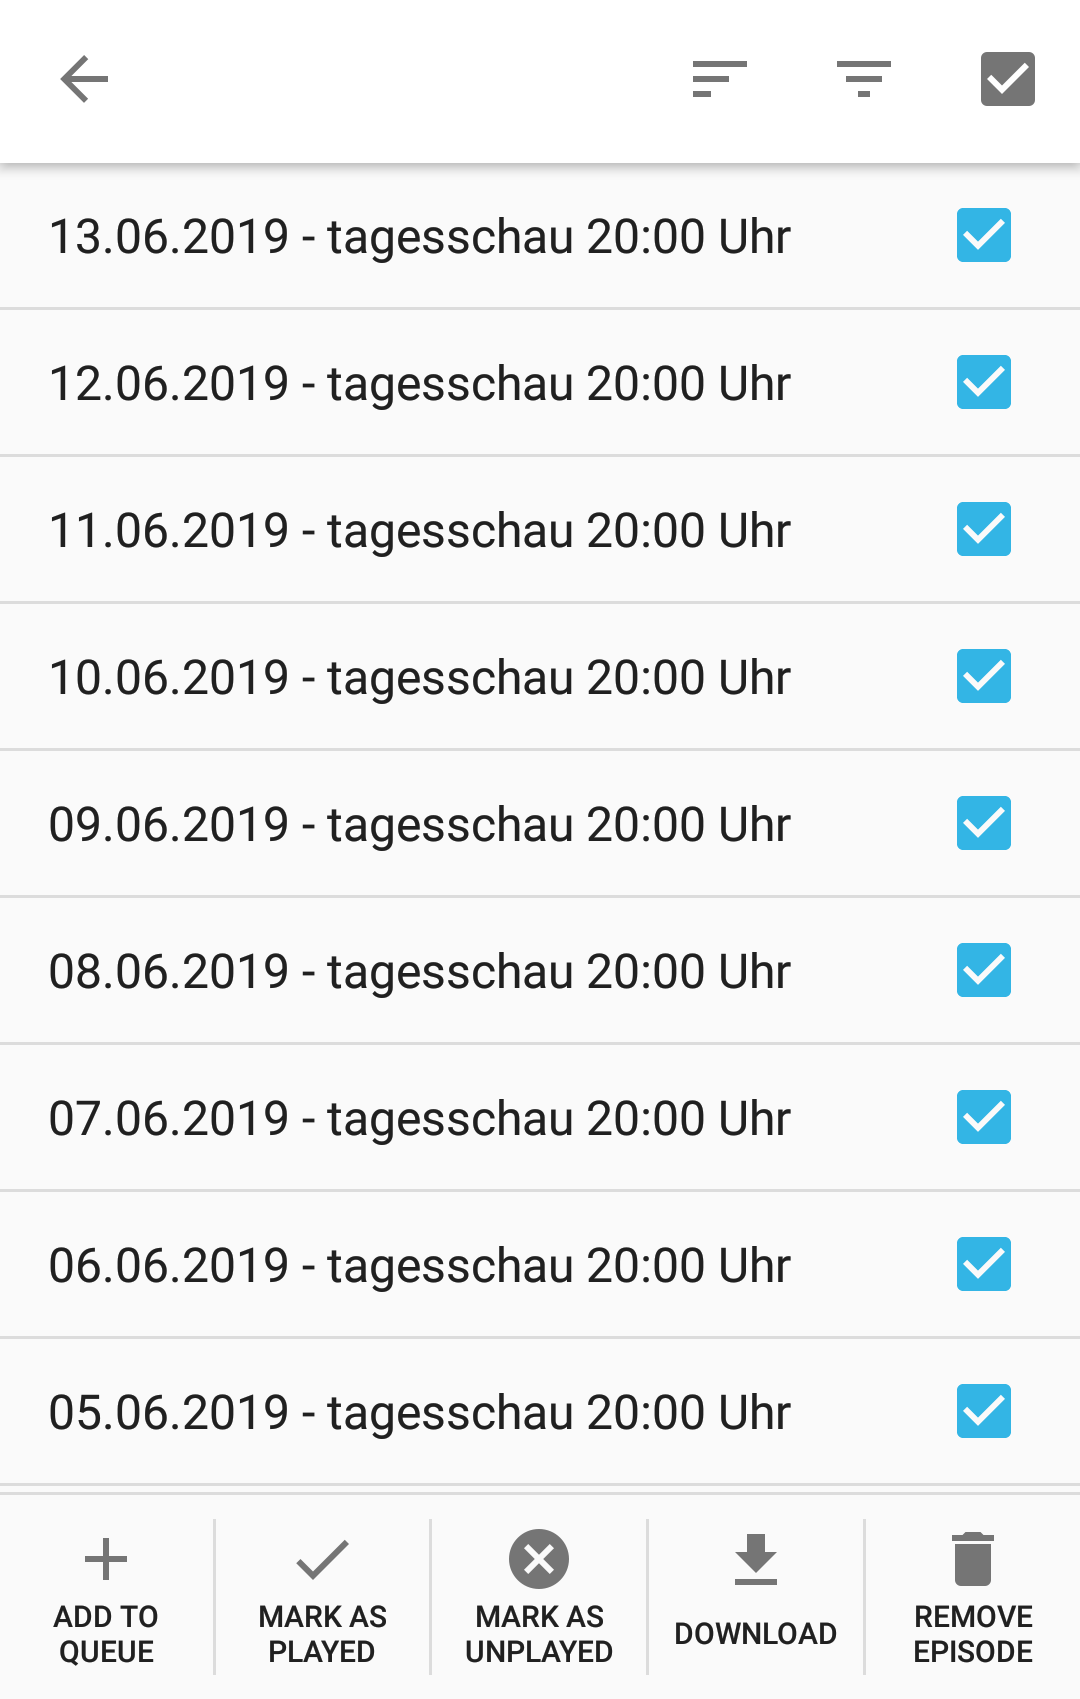 13.06.2019 - tagesschau 20:00 Uhr
12.06.2019 - tagesschau 20:00 Uhr
11.06.2019 - tagesschau 20:00 Uhr
10.06.2019 - tagesschau 20:00 Uhr
09.06.2019 - tagesschau 20:00 Uhr
08.06.2019 - tagesschau 20:00 Uhr
07.06.2019 - tagesschau 20:00 Uhr
06.06.2019 - tagesschau 20:00 Uhr
05.06.2019 - tagesschau 20:00 Uhr
ADD TO
QUEUE
MARK AS
PLAYED
MARK AS
UNPLAYED
DOWNLOAD
REMOVE
EPISODE